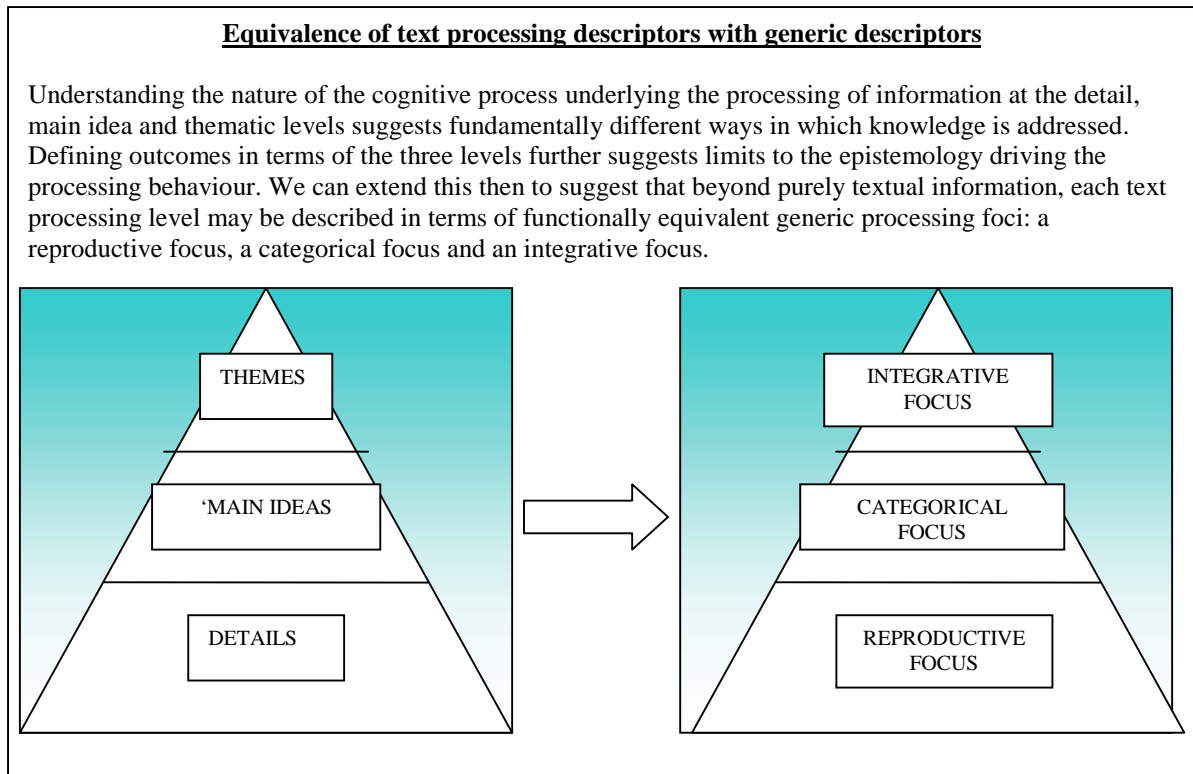 Equivalence of text processing descriptors with generic descriptors
Understanding the nature of the cognitive process underlying the processing of information at the detail,
main idea and thematic levels suggests fundamentally different ways in which knowledge is addressed.
Defining outcomes in terms of the three levels further suggests limits to the epistemology driving the
processing behaviour. We can extend this then to suggest that beyond purely textual information, each text
processing level may be described in terms of functionally equivalent generic processing foci: a
reproductive focus, a categorical focus and an integrative focus.
THEMES
‘MAIN IDEAS
DETAILS
INTEGRATIVE
FOCUS
CATEGORICAL
FOCUS
REPRODUCTIVE
FOCUS